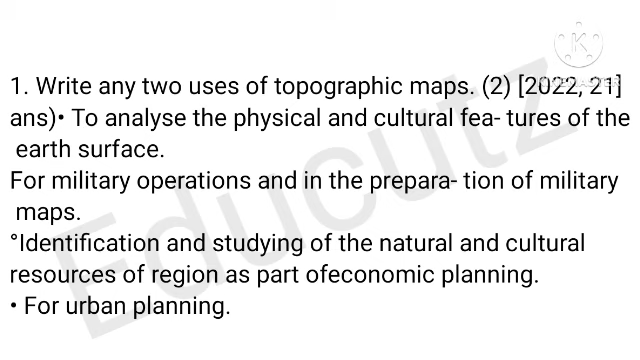 1. Write any two uses of topographic maps. (2) [2022, 21]
ans)• To analyse the physical and cultural fea- tures of the
earth surface.
For military operations and in the prepara- tion of military
maps.
°Identification and studying of the natural and cultural
resources of region as part ofeconomic planning.
• For urban planning.
Educutz
K